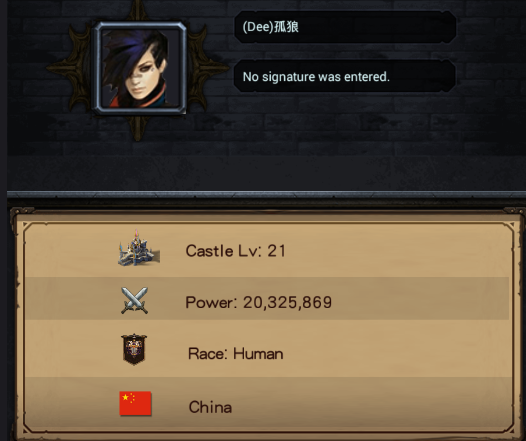 (Dee)孤狼
No signature was entered.
Castle Lv: 21
Power: 20,325,869
Race: Human
China